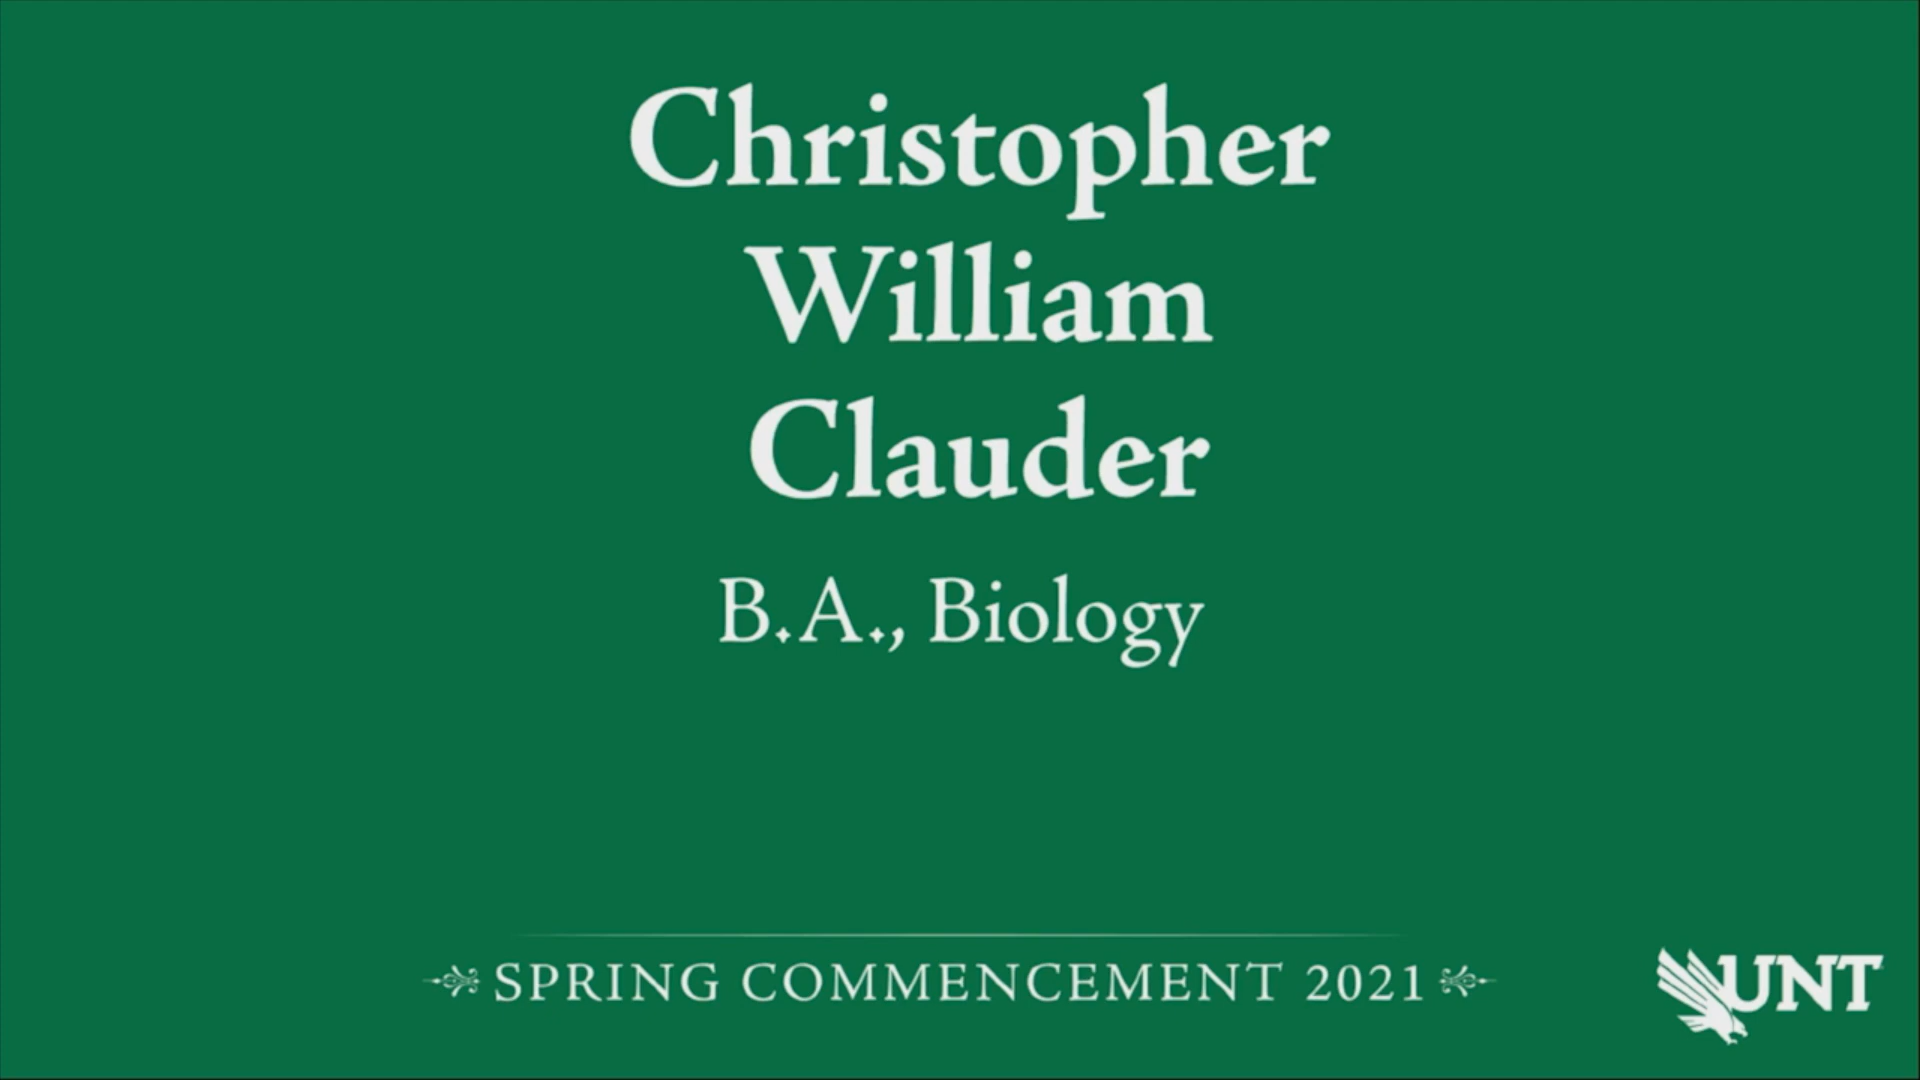 Christopher
William
Clauder
B.A., Biology
SPRING COMMENCEMENT 2021
UNT